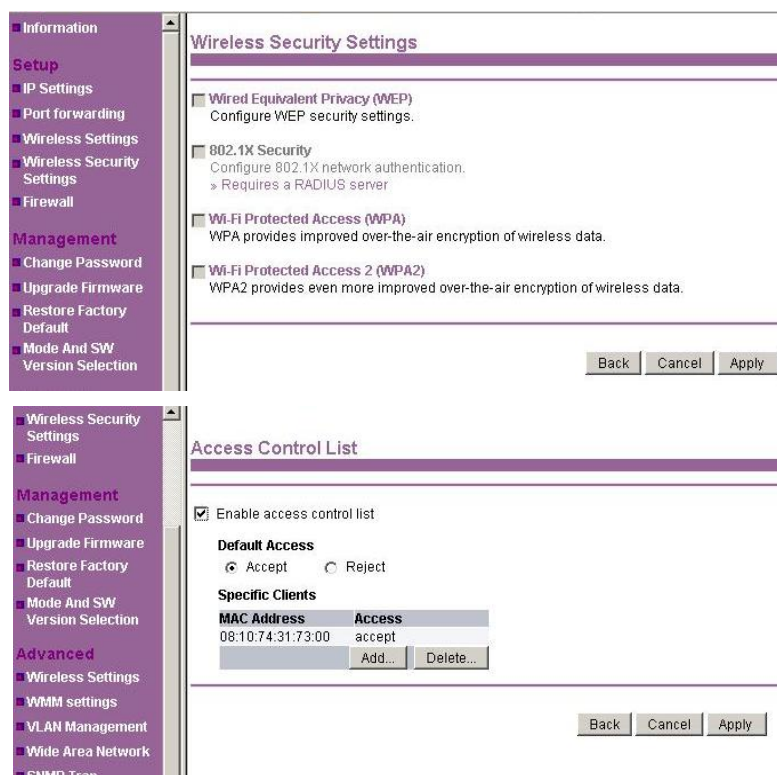 Information
Setup
IP Settings
Port forwarding
Wireless Settings
Wireless Security
Settings
Firewall
Management
Change Password
Upgrade Firmware
Restore Factory
Default
Mode And SW
Version Selection
Wireless Security Settings
Wired Equivalent Privacy (WEP)
Configure WEP security settings.
802.1X Security
Configure 802.1X network authentication.
» Requires a RADIUS server
Wi-Fi Protected Access (WPA)
WPA provides improved over-the-air encryption of wireless data.
Wi-Fi Protected Access 2 (WPA2)
WPA2 provides even more improved over-the-air encryption of wireless data.
Back Cancel Apply
Wireless Security
Settings
Firewall
Management
Change Password
Upgrade Firmware
Restore Factory
Default
Mode And SW
Version Selection
Advanced
Wireless Settings
WMM settings
VLAN Management
Wide Area Network
SNMP Trap
Access Control List
Enable access control list
Default Access
Accept Reject
Specific Clients
MAC Address Access
08:10:74:31:73:00 accept
Add... Delete...
Back Cancel Apply